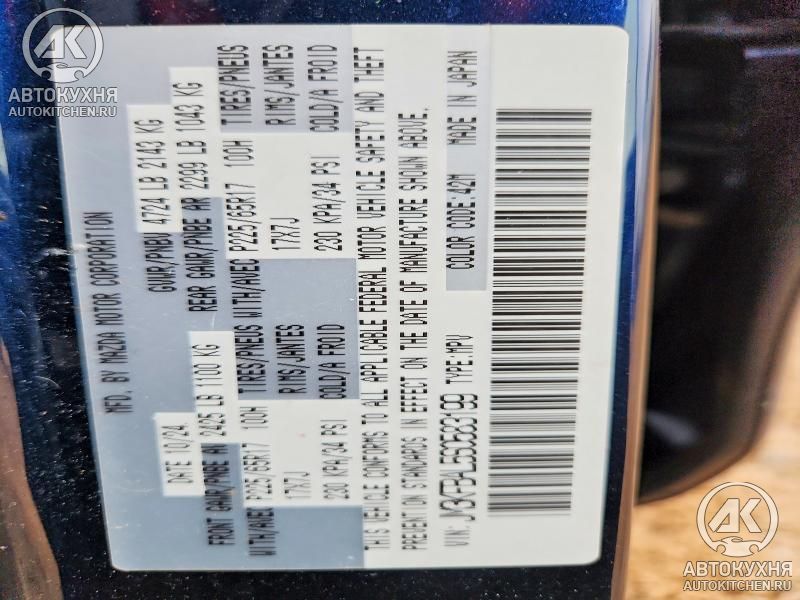 MFD. BY MAZDA MOTOR CORPORATION
DATE 10/24 GVWR/PNBV 4724 LB 2143 KG
FRONT GAWR/PNBE AV 2425 LB 1100 KG REAR GAWR/PNBE AR 2299 LB 1043 KG
WITH/AVEC P225/65R17 100H TIRES/PNEUS WITH/AVEC P225/65R17 100H TIRES/PNEUS
17X7J RIMS/JANTES 17X7J RIMS/JANTES
230 KPA/34 PSI COLD/A FROID 230 KPA/34 PSI COLD/A FROID
THIS VEHICLE CONFORMS TO ALL APPLICABLE FEDERAL MOTOR VEHICLE SAFETY AND THEFT
PREVENTION STANDARDS IN EFFECT ON THE DATE OF MANUFACTURE SHOWN ABOVE.
VIN: TYPE:MPV COLOR CODE:42M MADE IN JAPAN
АК
АВТОКУХНЯ
AUTOKITCHEN.RU
АК
АВТОКУХНЯ
AUTOKITCHEN.RU